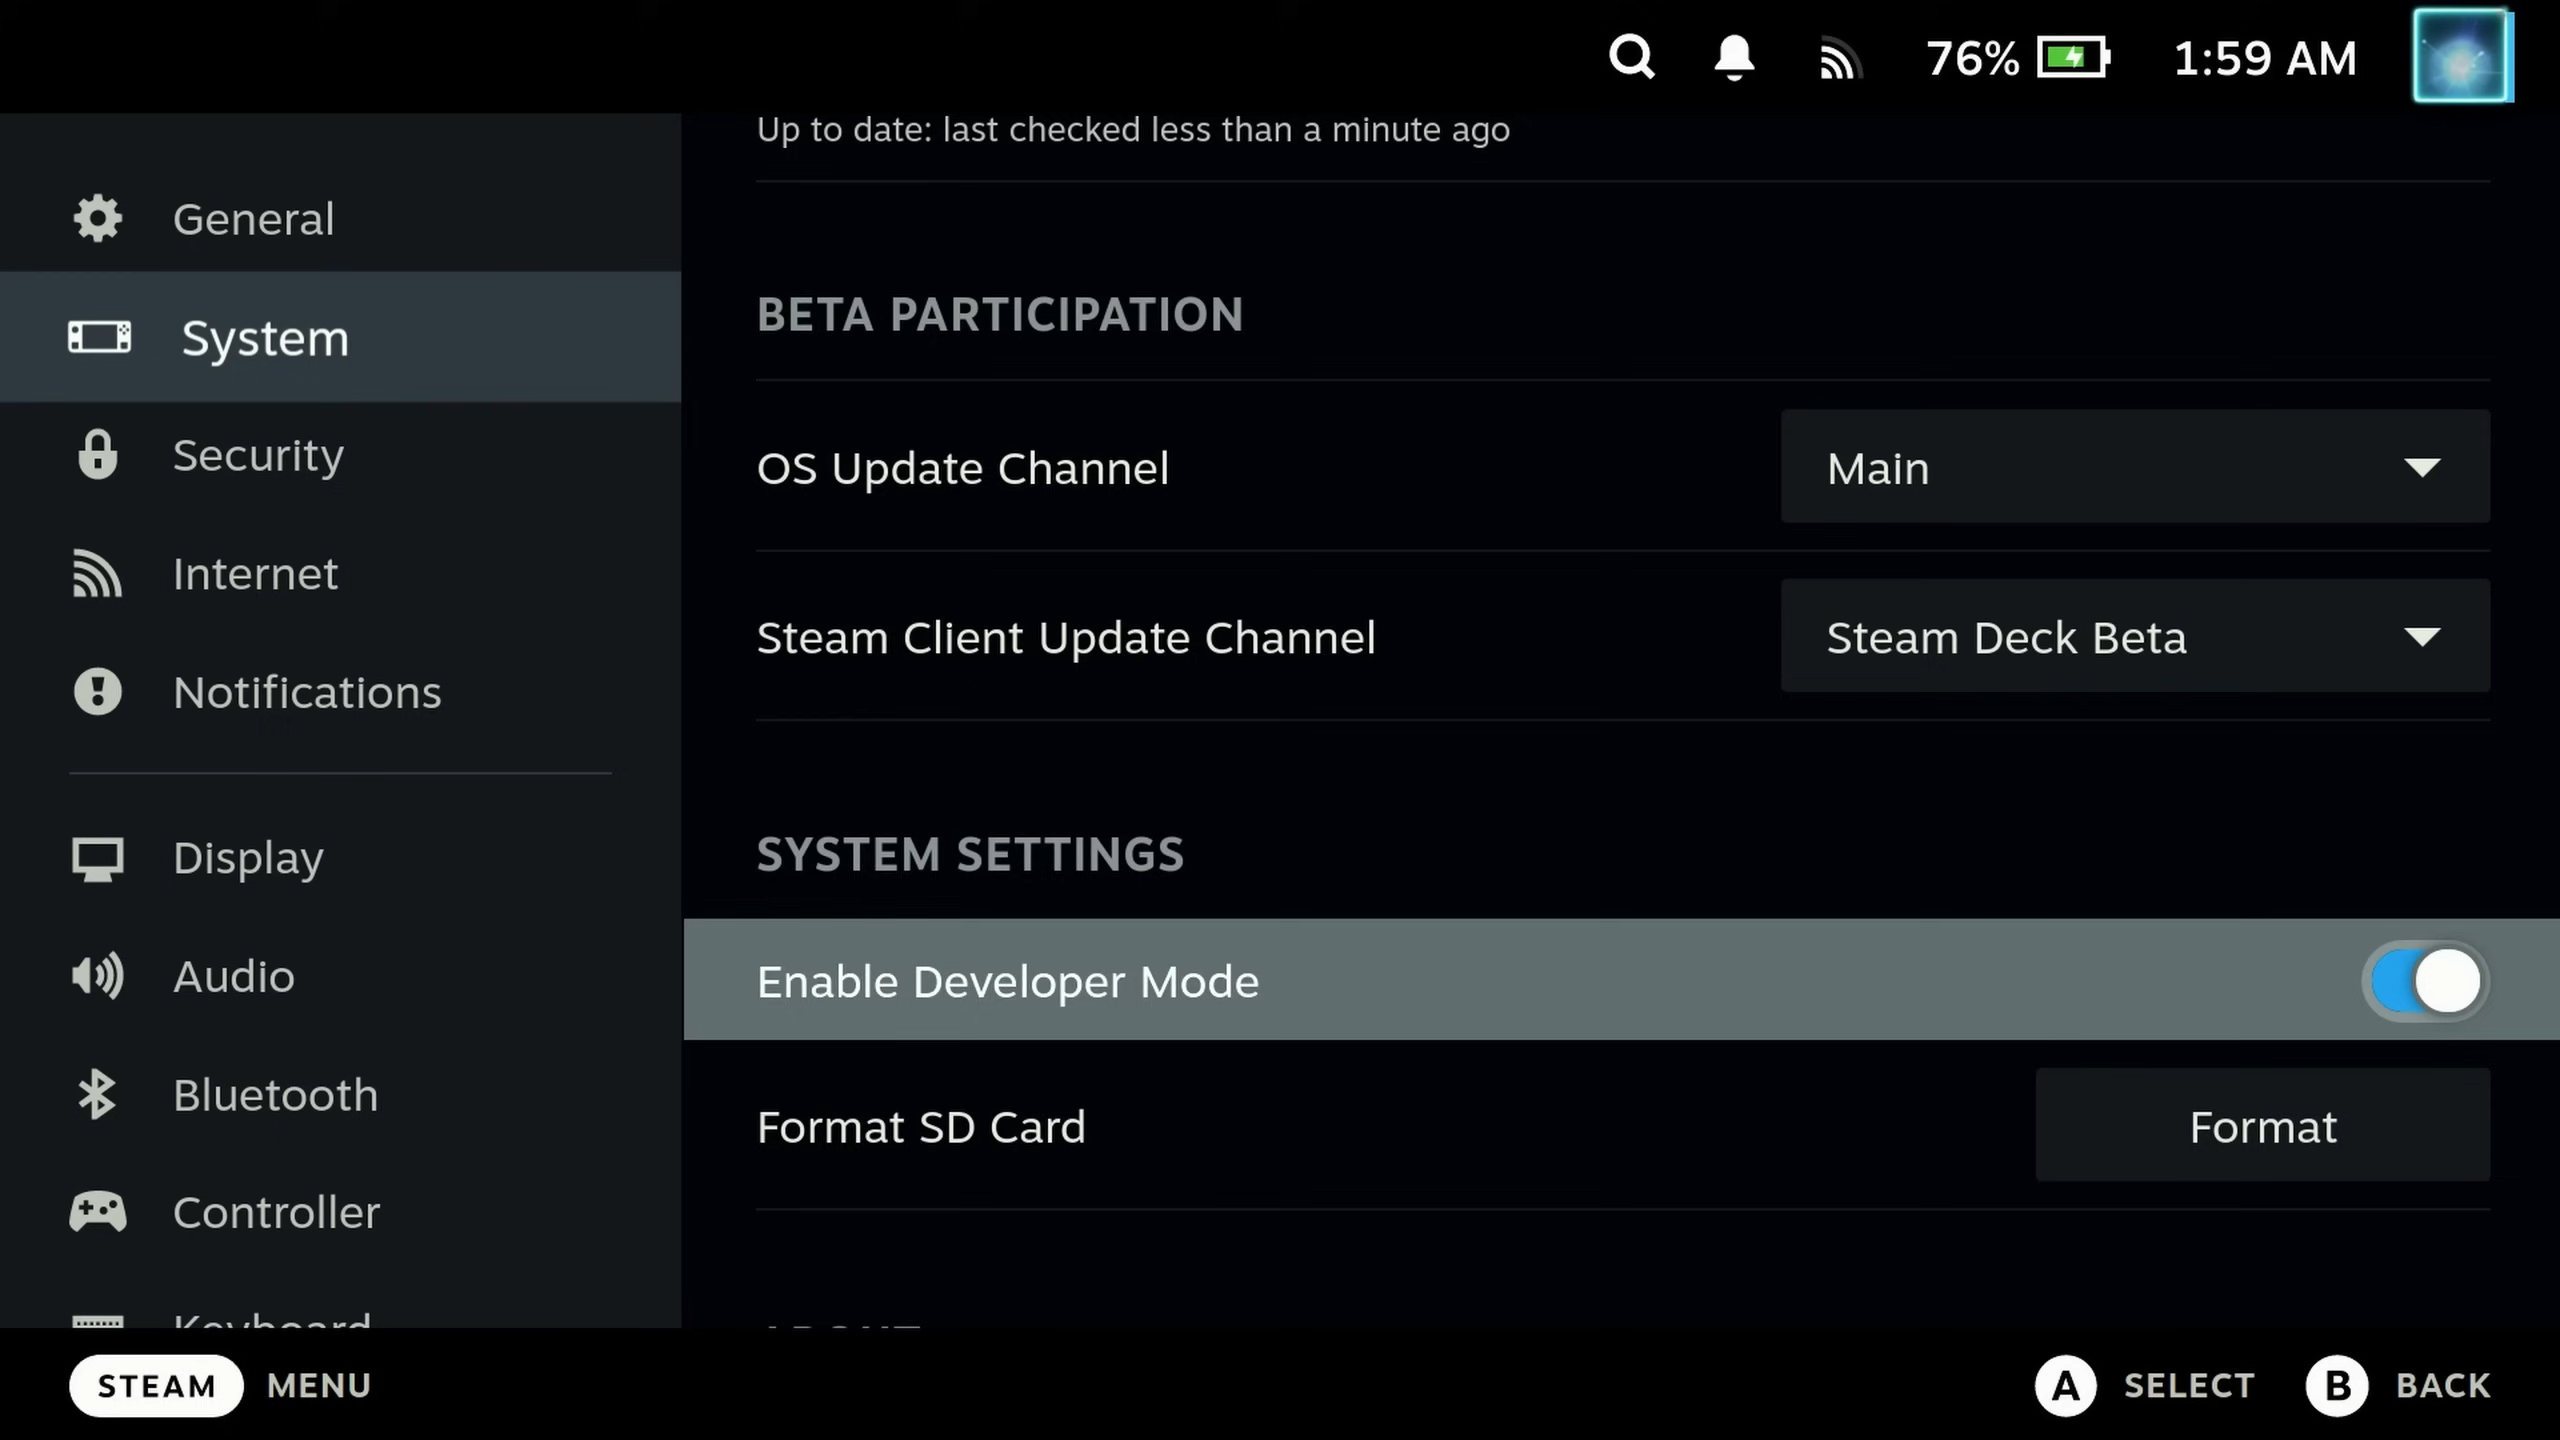 76%
1:59 AM
Up to date: last checked less than a minute ago
General
System
Security
Internet
Notifications
Display
Audio
Bluetooth
Controller
Keyboard
BETA PARTICIPATION
OS Update Channel
Main
Steam Client Update Channel
Steam Deck Beta
SYSTEM SETTINGS
Enable Developer Mode
Format SD Card
Format
ABOUT
STEAM MENU
A SELECT
B BACK